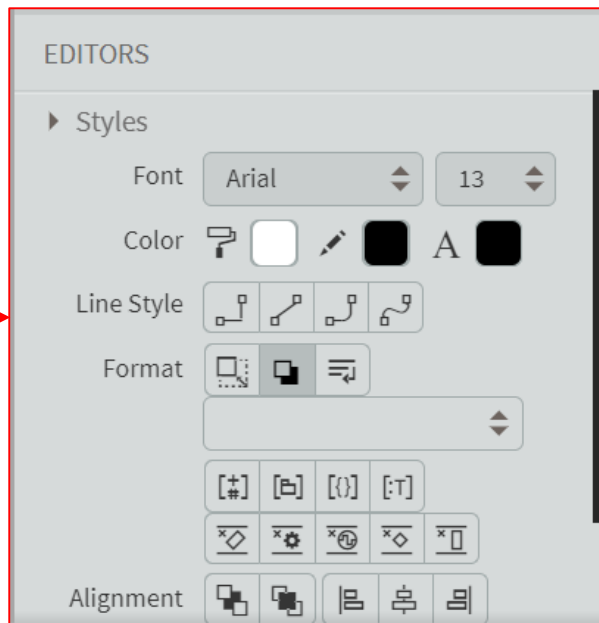 EDITORS
Styles
Font Arial 13
Color A
Line Style
Format
[±#] [{}] [:T]
Alignment